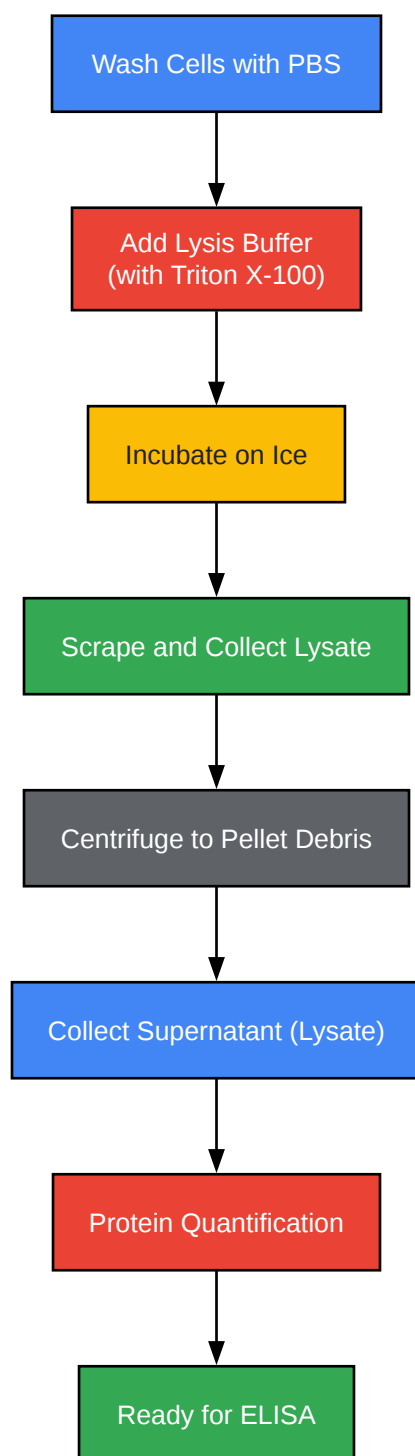 Wash Cells with PBS
Add Lysis Buffer
(with Triton X-100)
Incubate on Ice
Scrape and Collect Lysate
Centrifuge to Pellet Debris
Collect Supernatant (Lysate)
Protein Quantification
Ready for ELISA